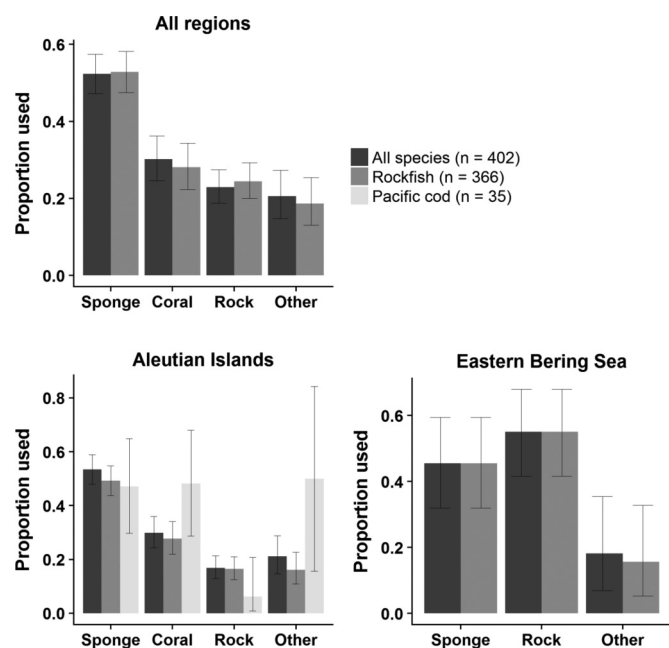 All regions
Proportion used
0.6
0.4
0.2
0.0
Sponge Coral Rock Other
All species (n = 402)
Rockfish (n = 366)
Pacific cod (n = 35)
Aleutian Islands
Proportion used
0.8
0.6
0.4
0.2
0.0
Sponge Coral Rock Other
Eastern Bering Sea
Proportion used
0.6
0.4
0.2
0.0
Sponge Rock Other